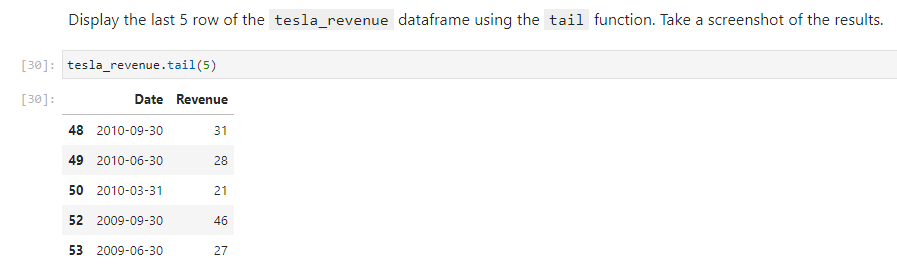 Display the last 5 row of the tesla_revenue dataframe using the tail function. Take a screenshot of the results.
[30]: tesla_revenue.tail(5)
[30]: Date Revenue
48 2010-09-30 31
49 2010-06-30 28
50 2010-03-31 21
52 2009-09-30 46
53 2009-06-30 27